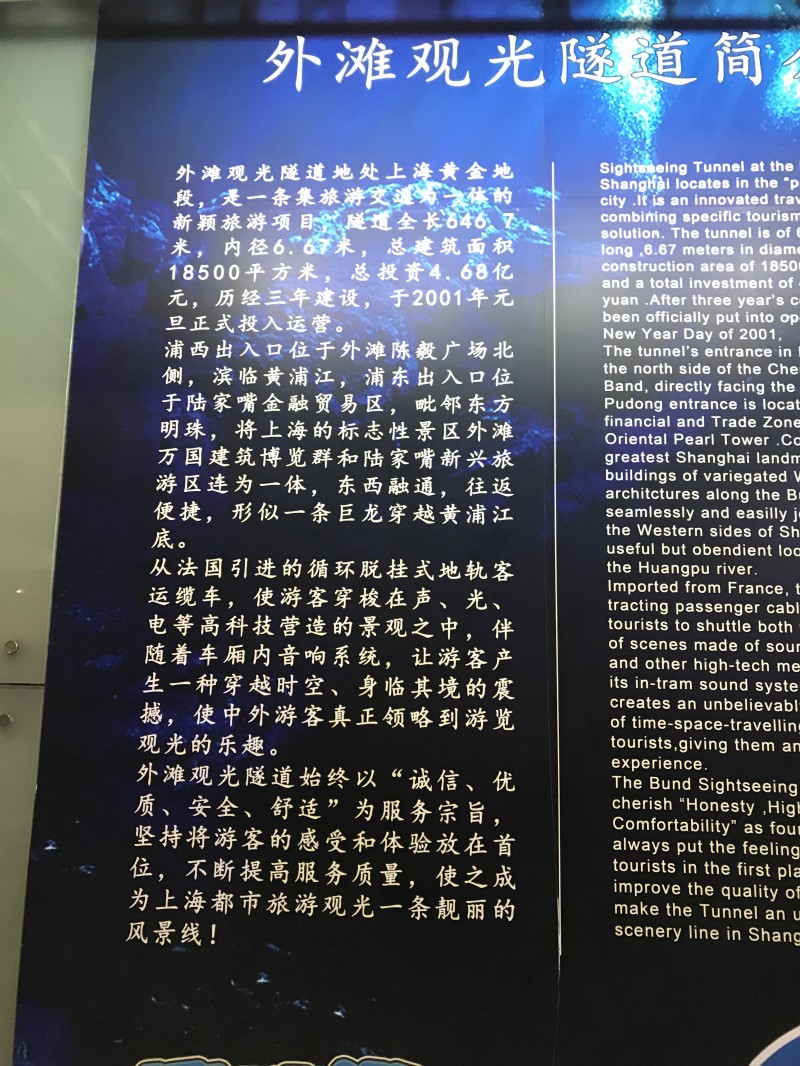 外滩观光隧道简
外滩观光隧道地处上海黄金地
段，是一条集旅游交通为一体的
新颖旅游项目，隧道全长646.7
米，内径6.67米，总建筑面积
18500平方米，总投资4.68亿
元，历经三年建设，于2001年元
旦正式投入运营。
浦西出入口位于外滩陈毅广场北
侧，滨临黄浦江，浦东出入口位
于陆家嘴金融贸易区，毗邻东方
明珠，将上海的标志性景区外滩
万国建筑博览群和陆家嘴新兴旅
游区连为一体，东西融通，往返
便捷，形似一条巨龙穿越黄浦江
底。
从法国引进的循环脱挂式地轨客
运缆车，使游客穿梭在声、光、
电等高科技营造的景观之中，伴
随着车厢内音响系统，让游客产
生一种穿越时空、身临其境的震
撼，使中外游客真正领略到游览
观光的乐趣。
外滩观光隧道始终以“诚信、优
质、安全、舒适”为服务宗旨，
坚持将游客的感受和体验放在首
位，不断提高服务质量，使之成
为上海都市旅游观光一条靓丽的
风景线！
Sightseeing Tunnel at the
Shanghai locates in the "p
city .It is an innovated trav
combining specific tourism
solution. The tunnel is of 6
long ,6.67 meters in diame
construction area of 18500
and a total investment of
yuan .After three year's co
been officially put into ope
New Year Day of 2001,
The tunnel's entrance in
the north side of the Che
Band, directly facing the
Pudong entrance is locat
financial and Trade Zone
Oriental Pearl Tower .Co
greatest Shanghai landm
buildings of variegated W
architctures along the B
seamlessly and easilly j
the Western sides of Sh
useful but obendient loo
the Huangpu river.
Imported from France, t
tracting passenger cabl
tourists to shuttle both
of scenes made of soun
and other high-tech me
its in-tram sound syste
creates an unbelievabl
of time-space-travelling
tourists,giving them an
experience.
The Bund Sightseeing
cherish “Honesty ,High
Comfortability” as four
always put the feeling
tourists in the first pla
improve the quality of
make the Tunnel an u
scenery line in Shang